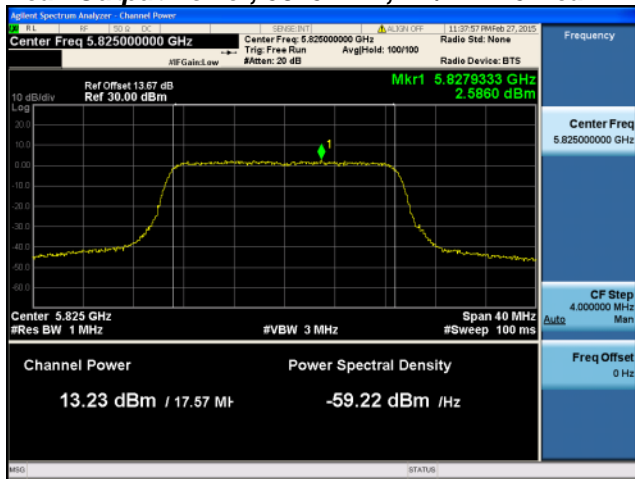 Agilent Spectrum Analyzer - Channel Power
RL RF 50 Ω DC SENSE:INT ALIGN OFF 11:37:57 PM Feb 27, 2015
Center Freq 5.825000000 GHz
Center Freq: 5.825000000 GHz
Radio Std: None
Trig: Free Run Avg|Hold: 100/100
#IFGain:Low #Atten: 20 dB Radio Device: BTS
Frequency
Ref Offset 13.67 dB
Mkr1 5.8279333 GHz
10 dB/div Ref 30.00 dBm
2.5860 dBm
Log
20.0
1
10.0
0.00
-10.0
-20.0
-30.0
-40.0
-50.0
-60.0
Center 5.825 GHz Span 40 MHz
#Res BW 1 MHz #VBW 3 MHz #Sweep 100 ms
Center Freq
5.825000000 GHz
CF Step
4.000000 MHz
Auto Man
Freq Offset
0 Hz
Channel Power Power Spectral Density
13.23 dBm / 17.57 MH -59.22 dBm /Hz
MSG STATUS